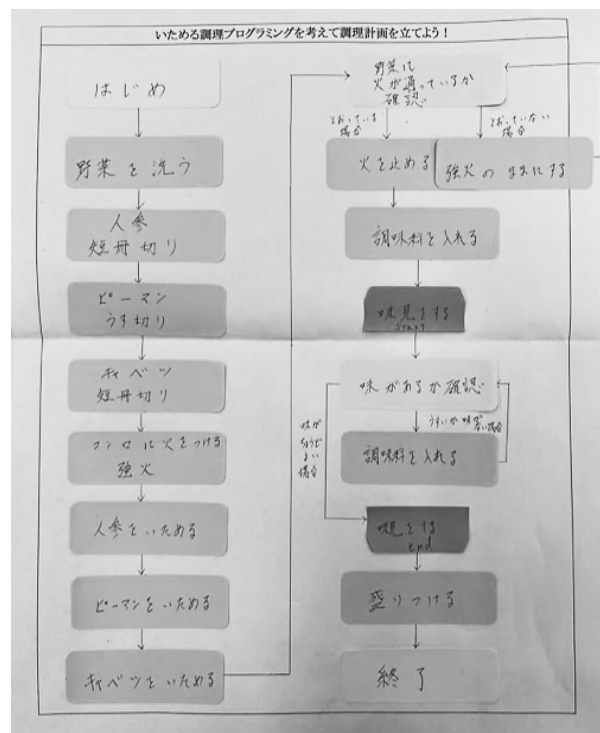 いためる調理プログラミングを考えて調理計画を立てよう！
はじめ
野菜を洗う
人参
短冊切り
ピーマン
うす切り
キャベツ
短冊切り
コンロに火をつける
強火
人参をいためる
ピーマンをいためる
キャベツをいためる
野菜に
火が通っているか
確認
とおっている
場合
とおっていない
場合
火を止める
強火のままにする
調味料を入れる
味見をする
start
味があるか確認
うすいか味が
場合
味が
ちょうど
よい
場合
調味料を入れる
味見をする
end
盛りつける
終了